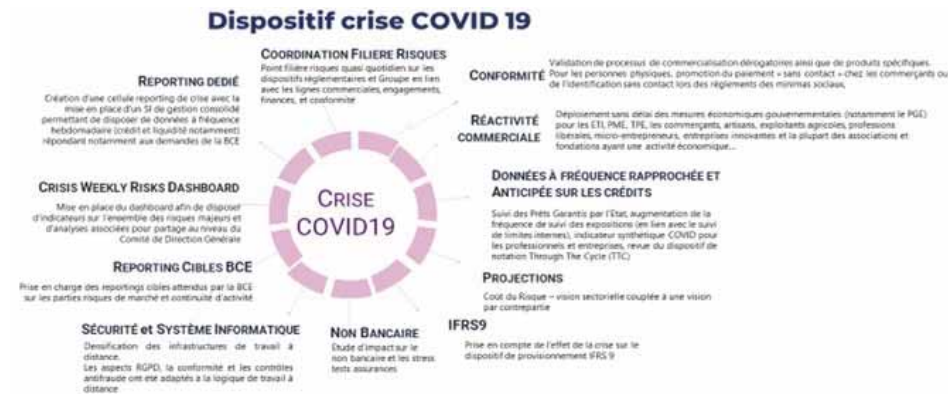 Dispositif crise COVID 19
COORDINATION FILIERE RISQUES
Point filière risques quasi quotidien sur les
dispositifs réglementaires et Groupe en lien
avec les lignes commerciales, engagements,
finances, et conformité
CONFORMITÉ
Validation de processus de commercialisation dérogatoires ainsi que de produits spécifiques.
Pour les personnes physiques, promotion du paiement « sans contact » chez les commerçants ou
de l'identification sans contact lors des règlements des minimas sociaux,
RÉACTIVITÉ
COMMERCIALE
Déploiement sans délai des mesures économiques gouvernementales (notamment le PGE)
pour les ETI, PME, TPE, les commerçants, artisans, exploitants agricoles, professions
libérales, micro-entrepreneurs, entreprises innovantes et la plupart des associations et
fondations ayant une activité économique...
DONNÉES À FRÉQUENCE RAPPROCHÉE ET
ANTICIPÉE SUR LES CRÉDITS
Suivi des Prêts Garantis par l'Etat, augmentation de la
fréquence de suivi des expositions (en lien avec le suivi
de limites internes), indicateur synthétique COVID pour
les professionnels et entreprises, revue du dispositif de
notation Through The Cycle (TTC)
PROJECTIONS
Coût du Risque – vision sectorielle couplée à une vision
par contrepartie
IFRS9
Prise en compte de l'effet de la crise sur le
dispositif de provisionnement IFRS 9
NON BANCAIRE
Etude d'impact sur le
non bancaire et les stress
tests assurances
SÉCURITÉ et SYSTÈME INFORMATIQUE
Densification des infrastructures de travail à
distance.
Les aspects RGPD, la conformité et les contrôles
antifraude ont été adaptés à la logique de travail à
distance
REPORTING CIBLES BCE
Prise en charge des reportings cibles attendus par la BCE
sur les parties risques de marché et continuité d'activité
CRISIS WEEKLY RISKS DASHBOARD
Mise en place du dashboard afin de disposer
d'indicateurs sur l'ensemble des risques majeurs et
d'analyses associées pour partage au niveau du
Comité de Direction Générale
REPORTING DEDIÉ
Création d'une cellule reporting de crise avec la
mise en place d'un SI de gestion consolidé
permettant de disposer de données à fréquence
hebdomadaire (crédit et liquidité notamment)
répondant notamment aux demandes de la BCE
CRISE
COVID19